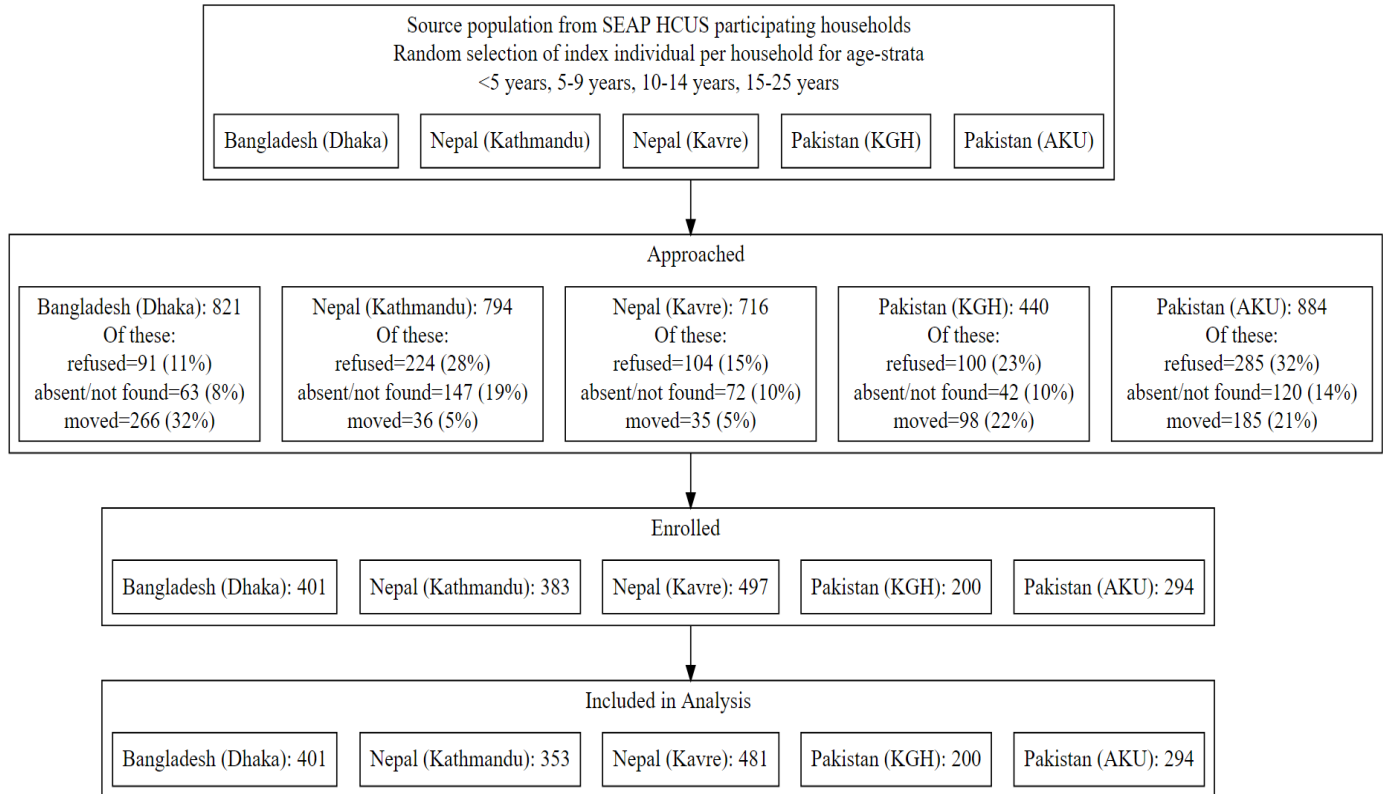 Source population from SEAP HCUS participating households
Random selection of index individual per household for age-strata
<5 years, 5-9 years, 10-14 years, 15-25 years
Bangladesh (Dhaka)
Nepal (Kathmandu)
Nepal (Kavre)
Pakistan (KGH)
Pakistan (AKU)
Approached
Bangladesh (Dhaka): 821
Of these:
refused=91 (11%)
absent/not found=63 (8%)
moved=266 (32%)
Nepal (Kathmandu): 794
Of these:
refused=224 (28%)
absent/not found=147 (19%)
moved=36 (5%)
Nepal (Kavre): 716
Of these:
refused=104 (15%)
absent/not found=72 (10%)
moved=35 (5%)
Pakistan (KGH): 440
Of these:
refused=100 (23%)
absent/not found=42 (10%)
moved=98 (22%)
Pakistan (AKU): 884
Of these:
refused=285 (32%)
absent/not found=120 (14%)
moved=185 (21%)
Enrolled
Bangladesh (Dhaka): 401
Nepal (Kathmandu): 383
Nepal (Kavre): 497
Pakistan (KGH): 200
Pakistan (AKU): 294
Included in Analysis
Bangladesh (Dhaka): 401
Nepal (Kathmandu): 353
Nepal (Kavre): 481
Pakistan (KGH): 200
Pakistan (AKU): 294